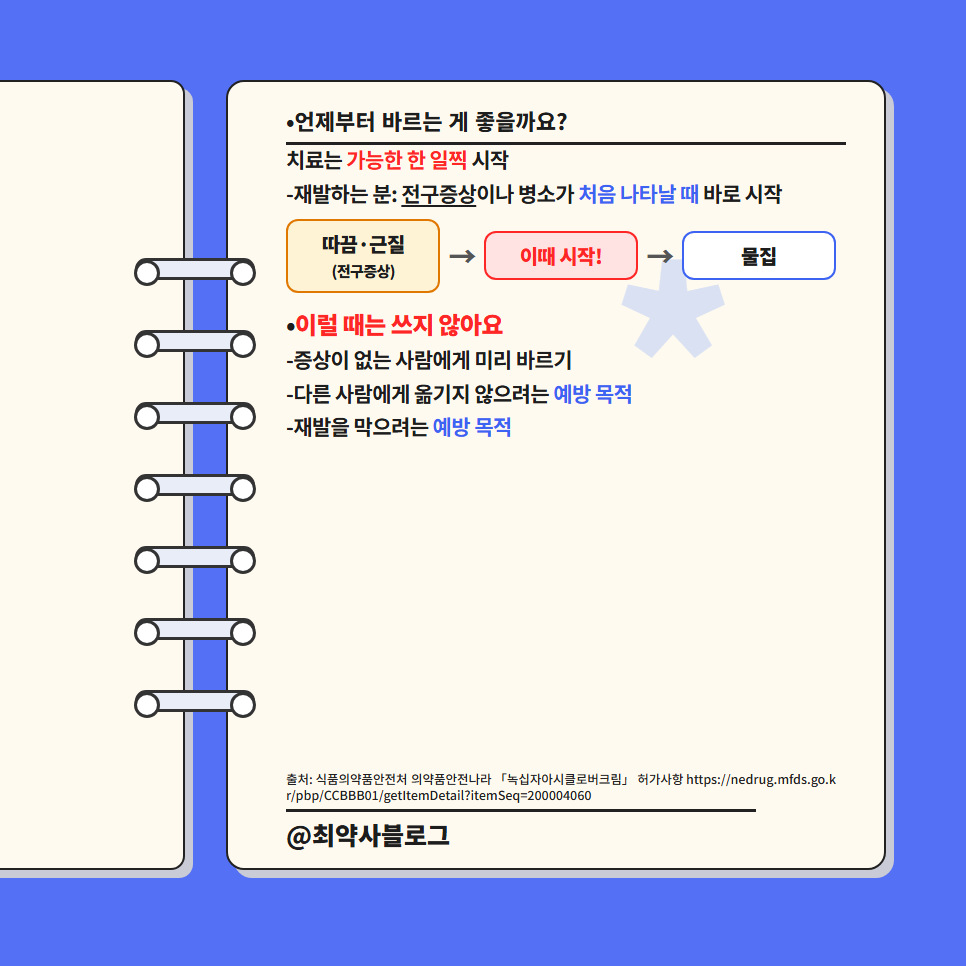 •언제부터 바르는 게 좋을까요?
치료는 가능한 한 일찍 시작
-재발하는 분: 전구증상이나 병소가 처음 나타날 때 바로 시작
따끔·근질
(전구증상)
→ 이때 시작! → 물집
•이럴 때는 쓰지 않아요
-증상이 없는 사람에게 미리 바르기
-다른 사람에게 옮기지 않으려는 예방 목적
-재발을 막으려는 예방 목적
출처: 식품의약품안전처 의약품안전나라 「녹십자아시클로버크림」 허가사항 https://nedrug.mfds.go.k
r/pbp/CCBBB01/getItemDetail?itemSeq=200004060
@최약사블로그